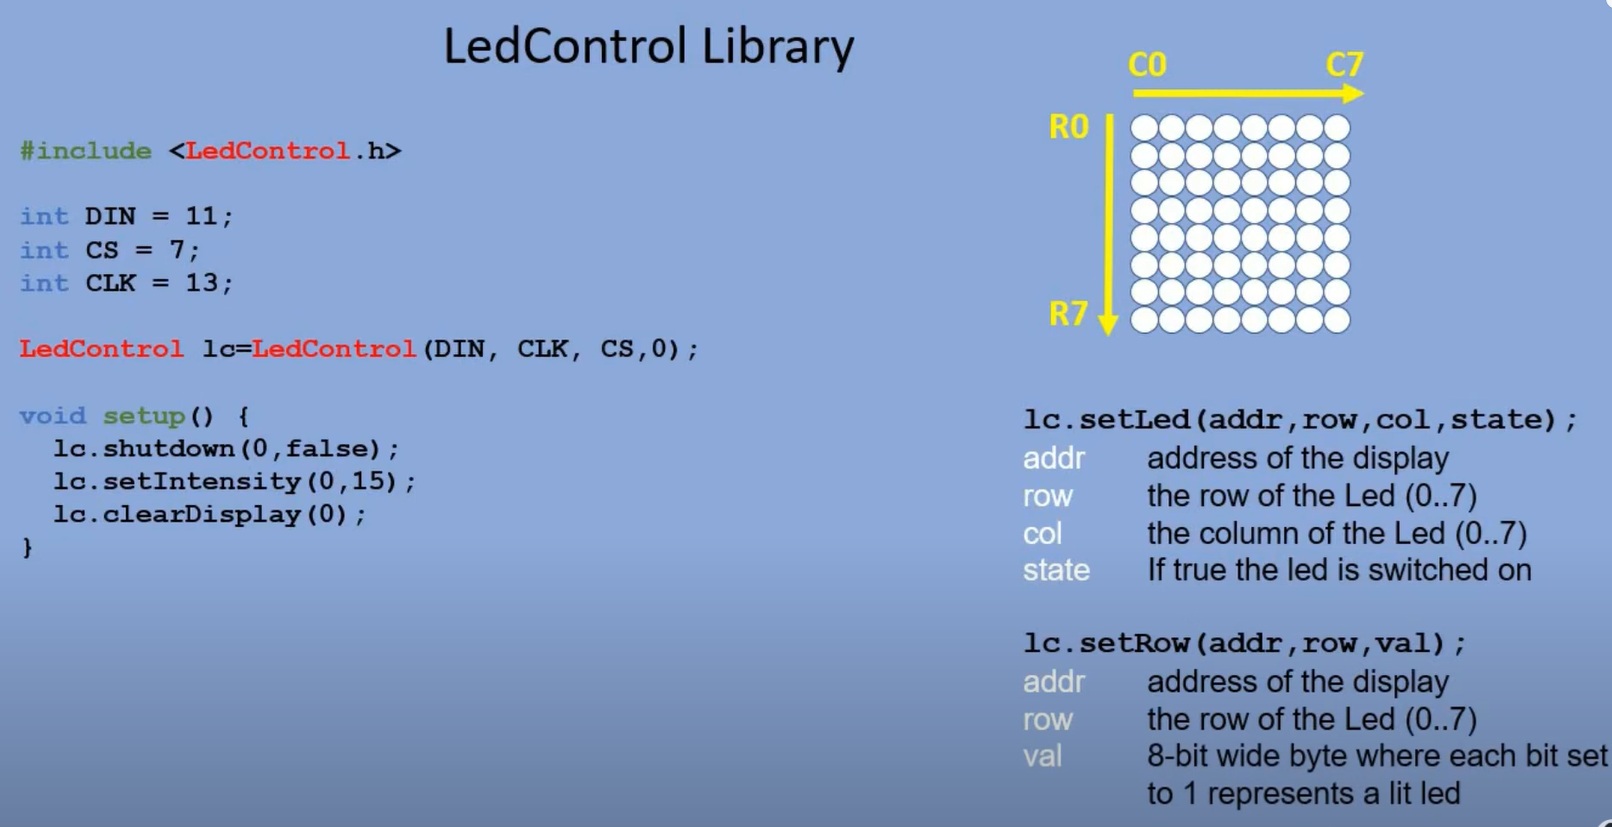 LedControl Library
#include <LedControl.h>
int DIN = 11;
int CS = 7;
int CLK = 13;
LedControl lc=LedControl(DIN, CLK, CS,0);
void setup() {
lc.shutdown(0,false);
lc.setIntensity(0,15);
lc.clearDisplay(0);
}
C0 C7
R0
R7
lc.setLed(addr,row,col,state);
addr address of the display
row the row of the Led (0..7)
col the column of the Led (0..7)
state If true the led is switched on
lc.setRow(addr,row,val);
addr address of the display
row the row of the Led (0..7)
val 8-bit wide byte where each bit set
to 1 represents a lit led